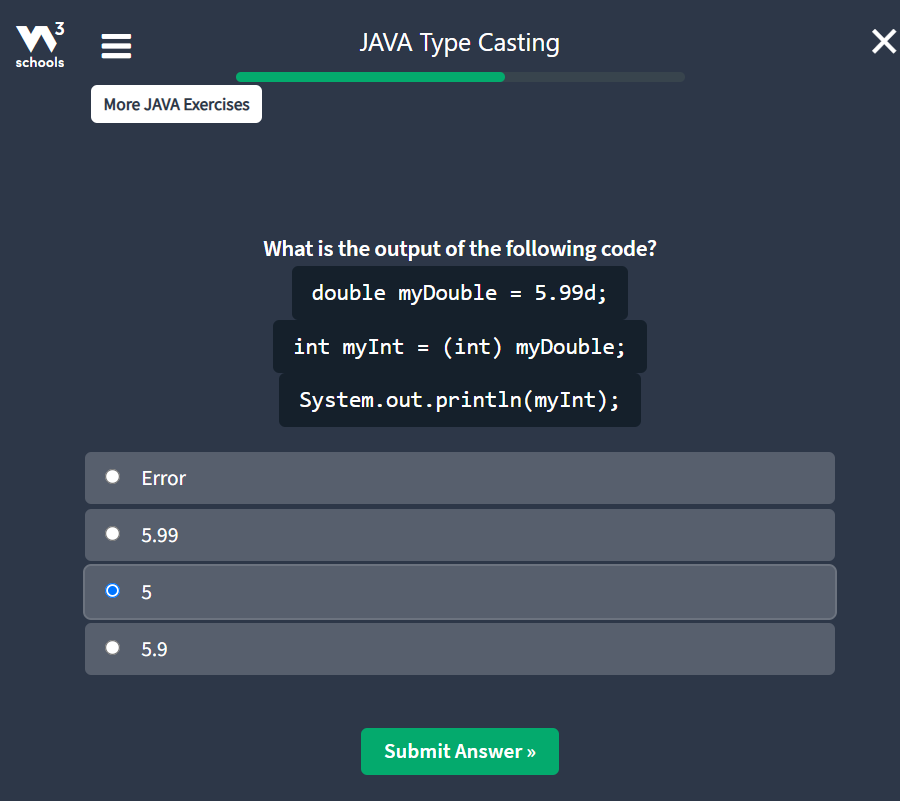 3
schools
JAVA Type Casting
More JAVA Exercises
What is the output of the following code?
double myDouble = 5.99d;
int myInt = (int) myDouble;
System.out.println(myInt);
Error
5.99
5
5.9
Submit Answer »